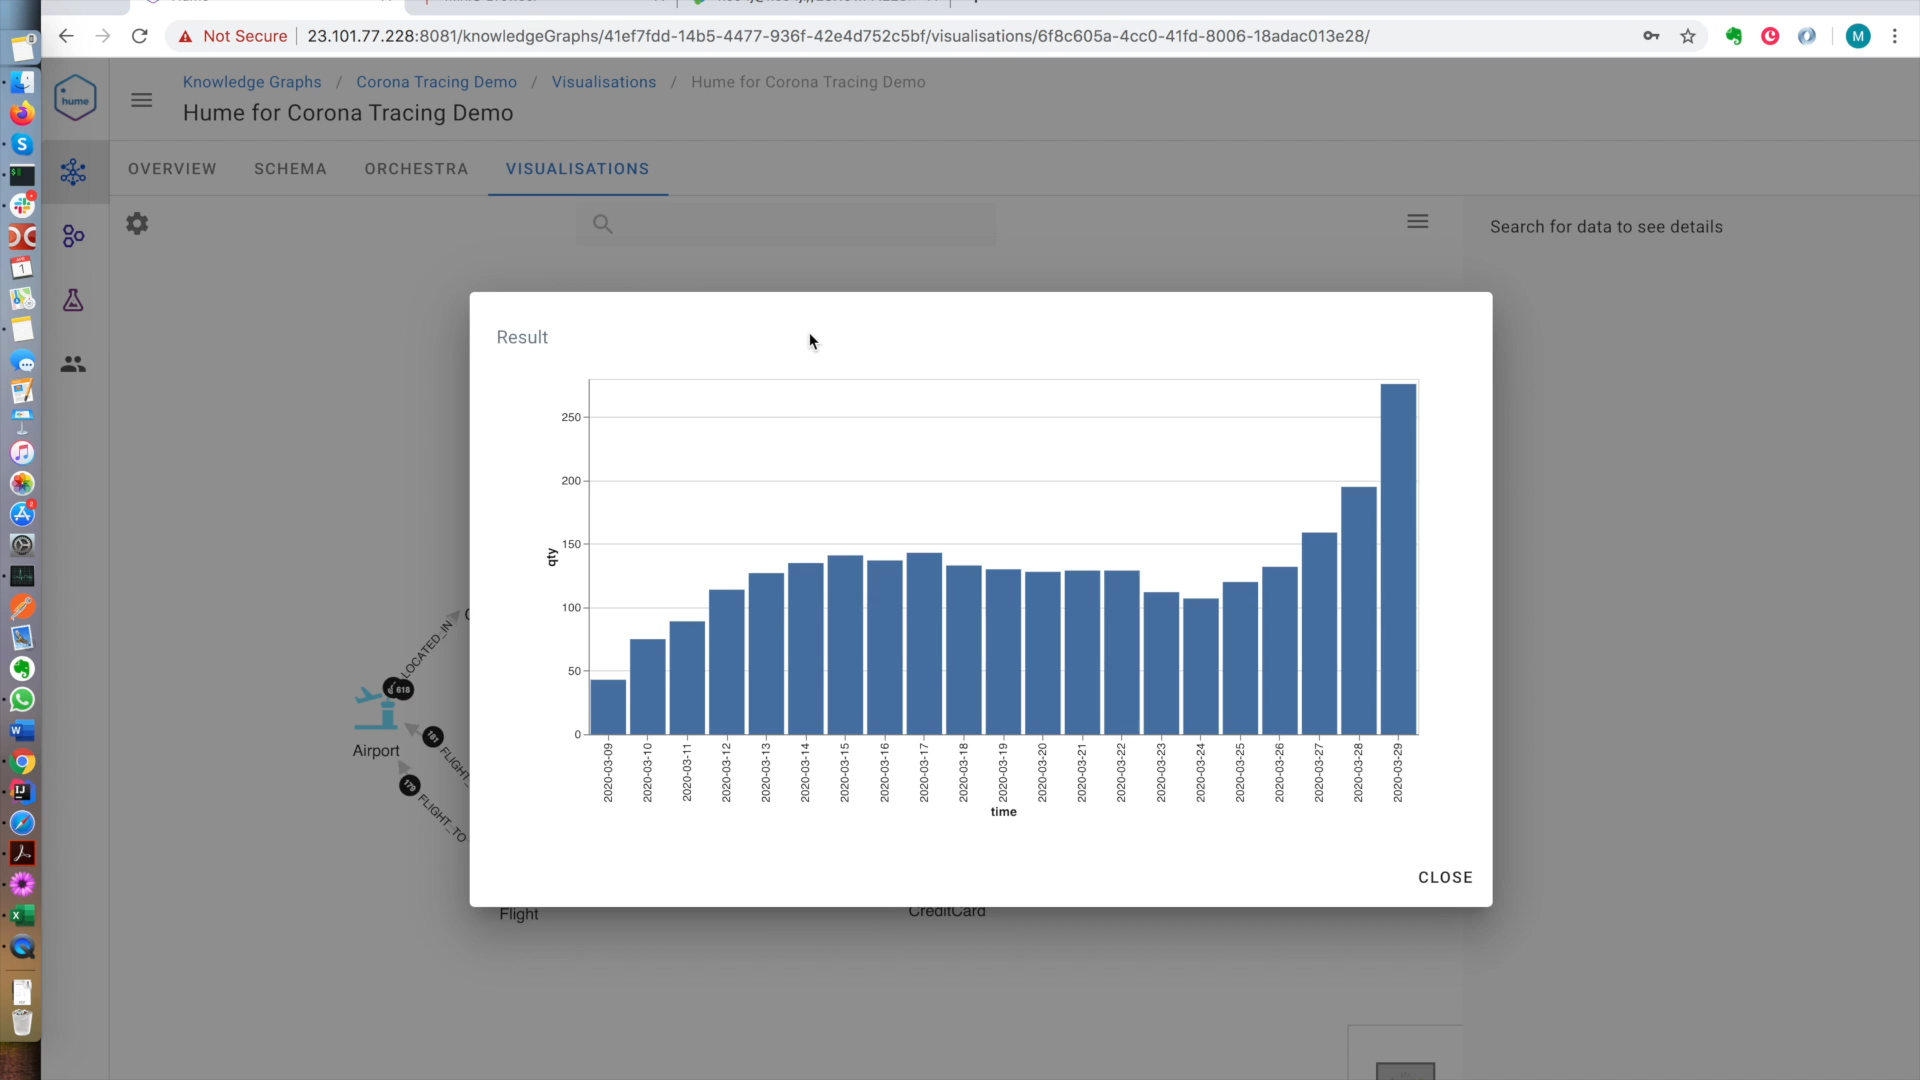 Not Secure
23.101.77.228:8081/knowledgeGraphs/41ef7fdd-14b5-4477-936f-42e4d752c5bf/visualisations/6f8c605a-4cc0-41fd-8006-18adac013e28/
M
hume
Knowledge Graphs / Corona Tracing Demo / Visualisations / Hume for Corona Tracing Demo
Hume for Corona Tracing Demo
OVERVIEW SCHEMA ORCHESTRA VISUALISATIONS
Search for data to see details
Result
250
200
150
100
50
0
qty
2020-03-09
2020-03-10
2020-03-11
2020-03-12
2020-03-13
2020-03-14
2020-03-15
2020-03-16
2020-03-17
2020-03-18
2020-03-19
2020-03-20
2020-03-21
2020-03-22
2020-03-23
2020-03-24
2020-03-25
2020-03-26
2020-03-27
2020-03-28
2020-03-29
time
CLOSE
LOCATED_IN
618
Airport
181
FLIGHT_
179
FLIGHT_TO
Flight
CreditCard